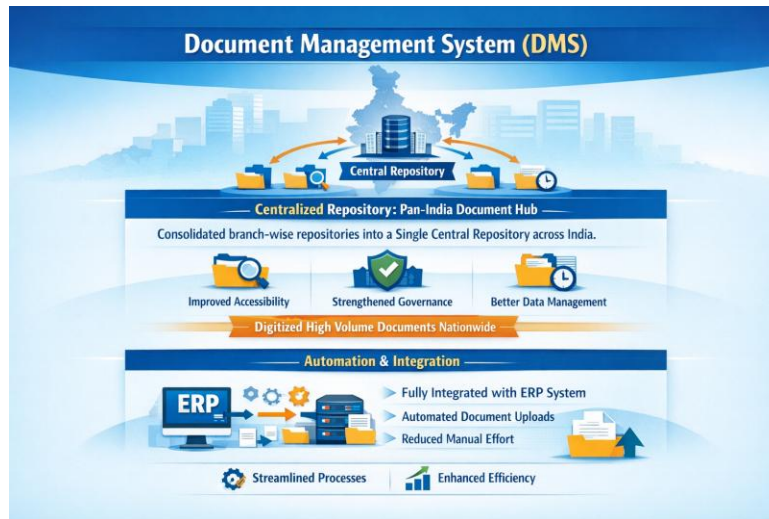 Document Management System (DMS)
Central Repository
Centralized Repository: Pan-India Document Hub
Consolidated branch-wise repositories into a Single Central Repository across India.
Improved Accessibility
Strengthened Governance
Better Data Management
Digitized High Volume Documents Nationwide
Automation & Integration
ERP
Fully Integrated with ERP System
Automated Document Uploads
Reduced Manual Effort
Streamlined Processes
Enhanced Efficiency